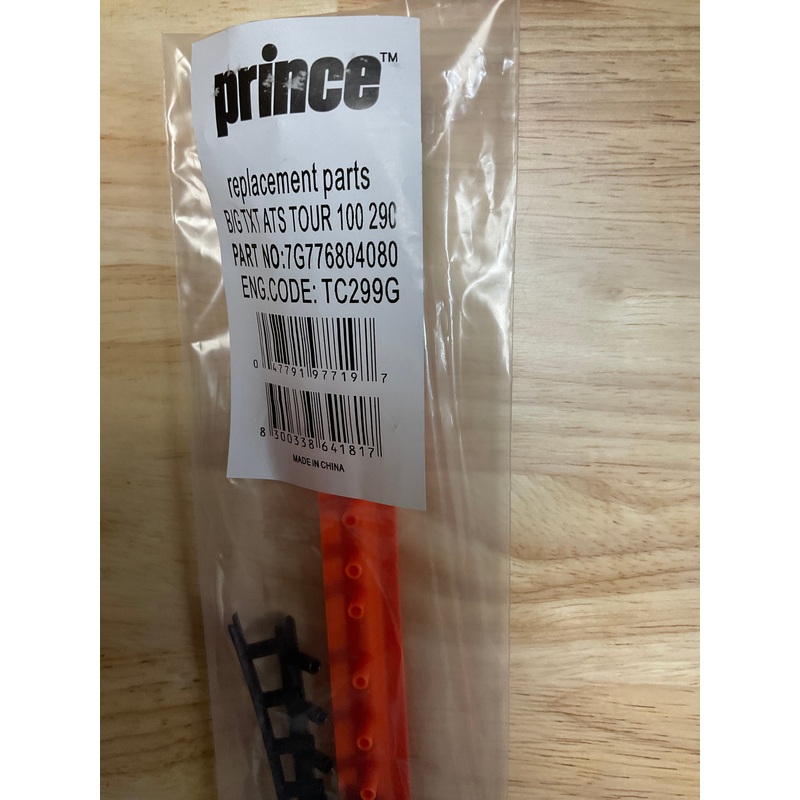 prince™
replacement parts
BIG TXT ATS TOUR 100 290
PART NO:7G776804080
ENG.CODE: TC299G
0 47791 97719 7
8 300338 641817
MADE IN CHINA